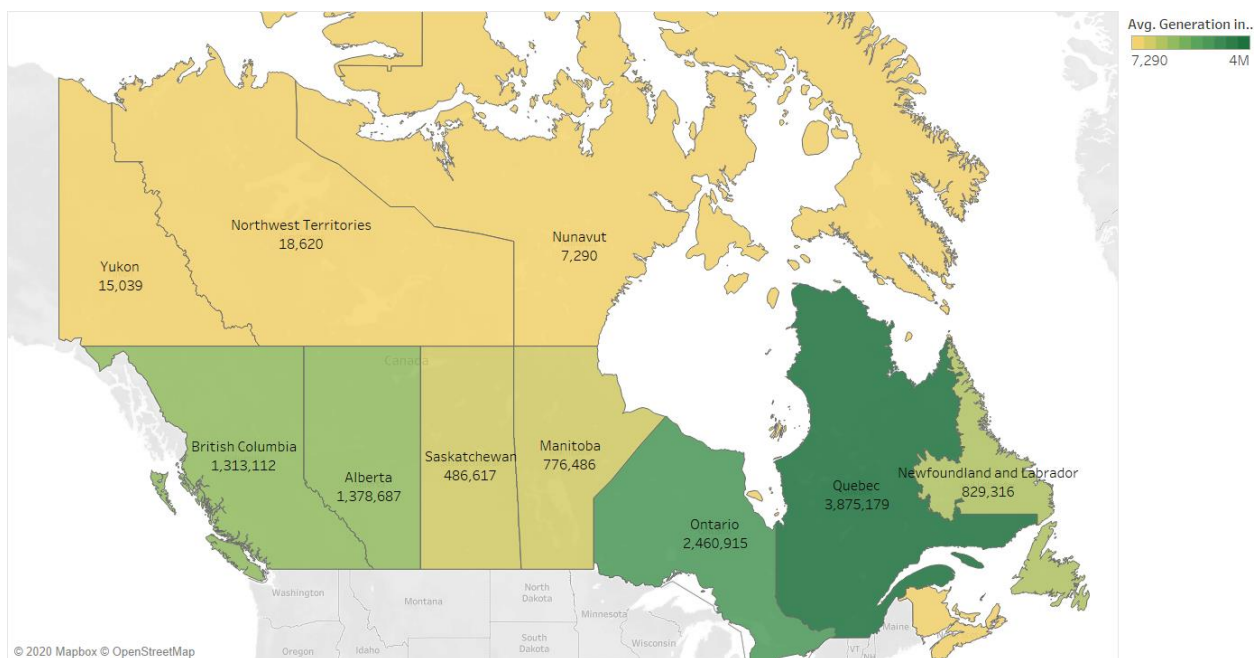 Avg. Generation in..
7,290 4M
Northwest Territories
18,620
Nunavut
7,290
Yukon
15,039
Canada
British Columbia
1,313,112
Alberta
1,378,687
Saskatchewan
486,617
Manitoba
776,486
Ontario
2,460,915
Quebec
3,875,179
Newfoundland and Labrador
829,316
Washington
Montana
North
Dakota
Minnesota
Oregon
Idaho
South
Dakota
Wisconsin
Maine
VT
NH
© 2020 Mapbox © OpenStreetMap